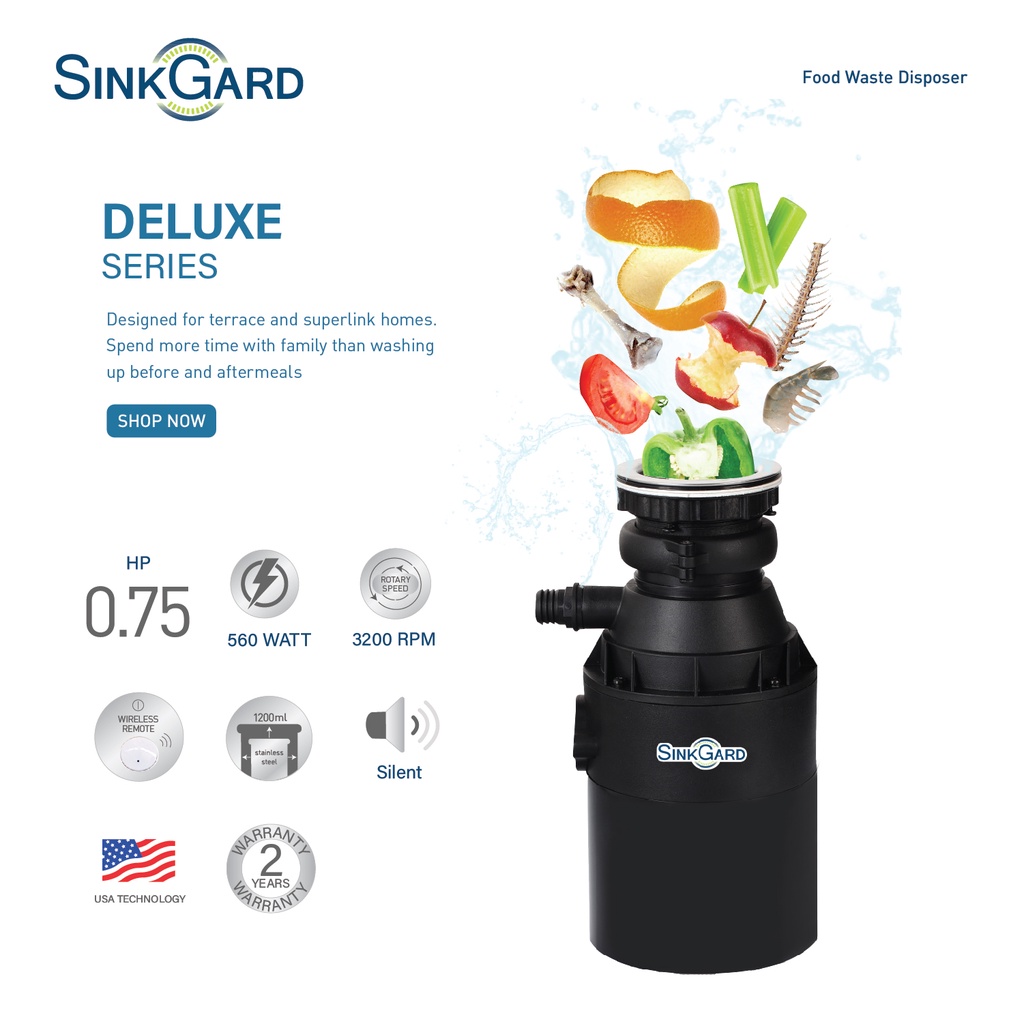 SINKGARD
Food Waste Disposer
DELUXE
SERIES
Designed for terrace and superlink homes.
Spend more time with family than washing
up before and aftermeals
SHOP NOW
HP
0.75
560 WATT
ROTARY
SPEED
3200 RPM
WIRELESS
REMOTE
1200ml
stainless
steel
Silent
USA TECHNOLOGY
WARRANTY
2
YEARS
WARRANTY
SINKGARD